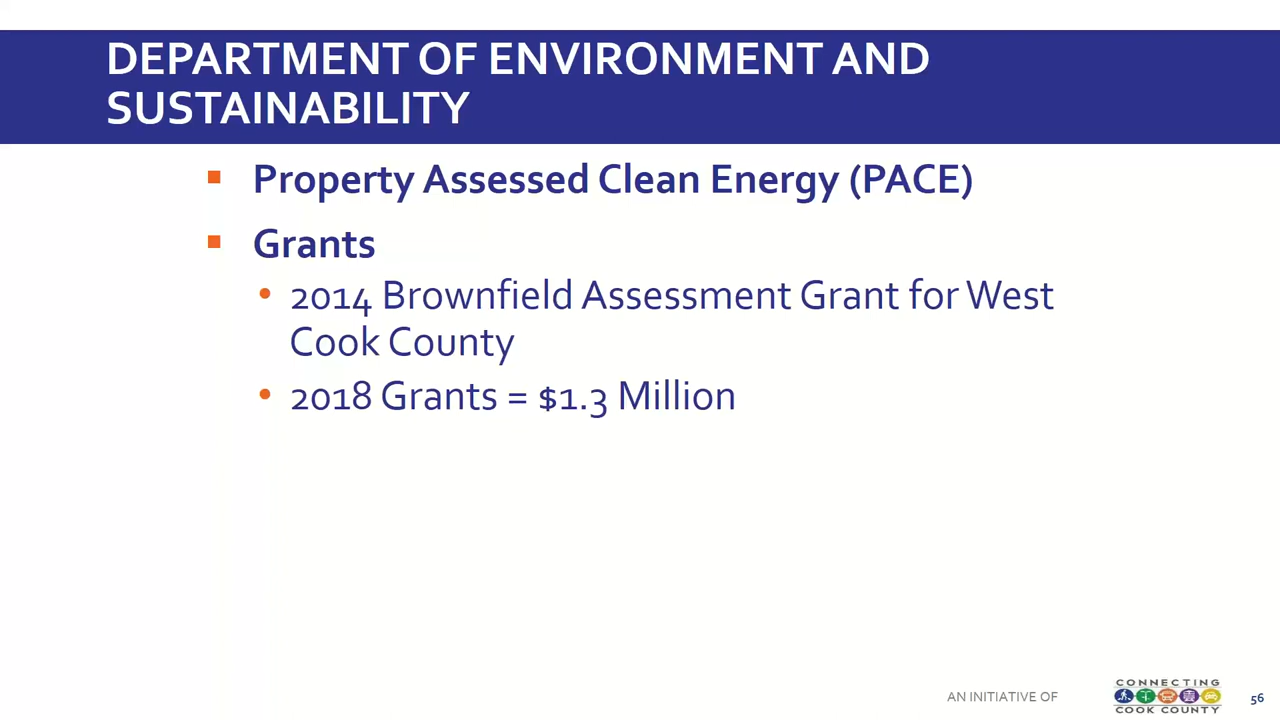 DEPARTMENT OF ENVIRONMENT AND
SUSTAINABILITY
▪ Property Assessed Clean Energy (PACE)
▪ Grants
• 2014 Brownfield Assessment Grant for West
Cook County
• 2018 Grants = $1.3 Million
AN INITIATIVE OF
CONNECTING
COOK COUNTY
56